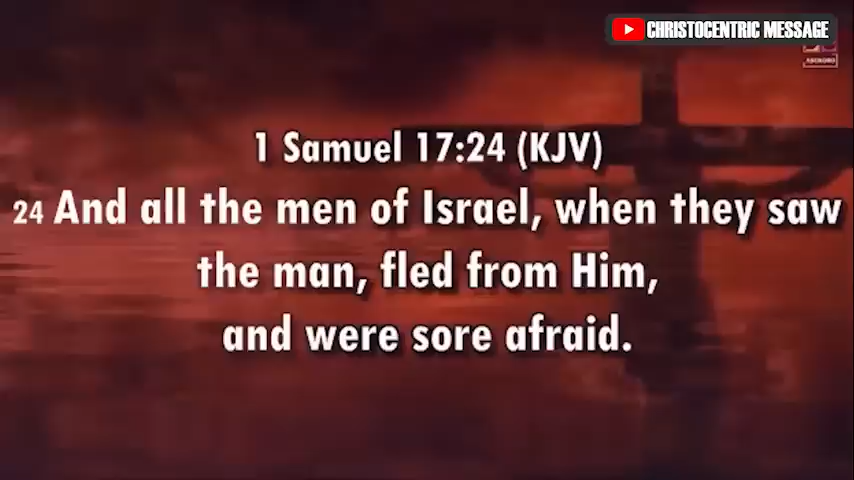 CHRISTOCENTRIC MESSAGE
1 Samuel 17:24 (KJV)
24 And all the men of Israel, when they saw
the man, fled from Him,
and were sore afraid.